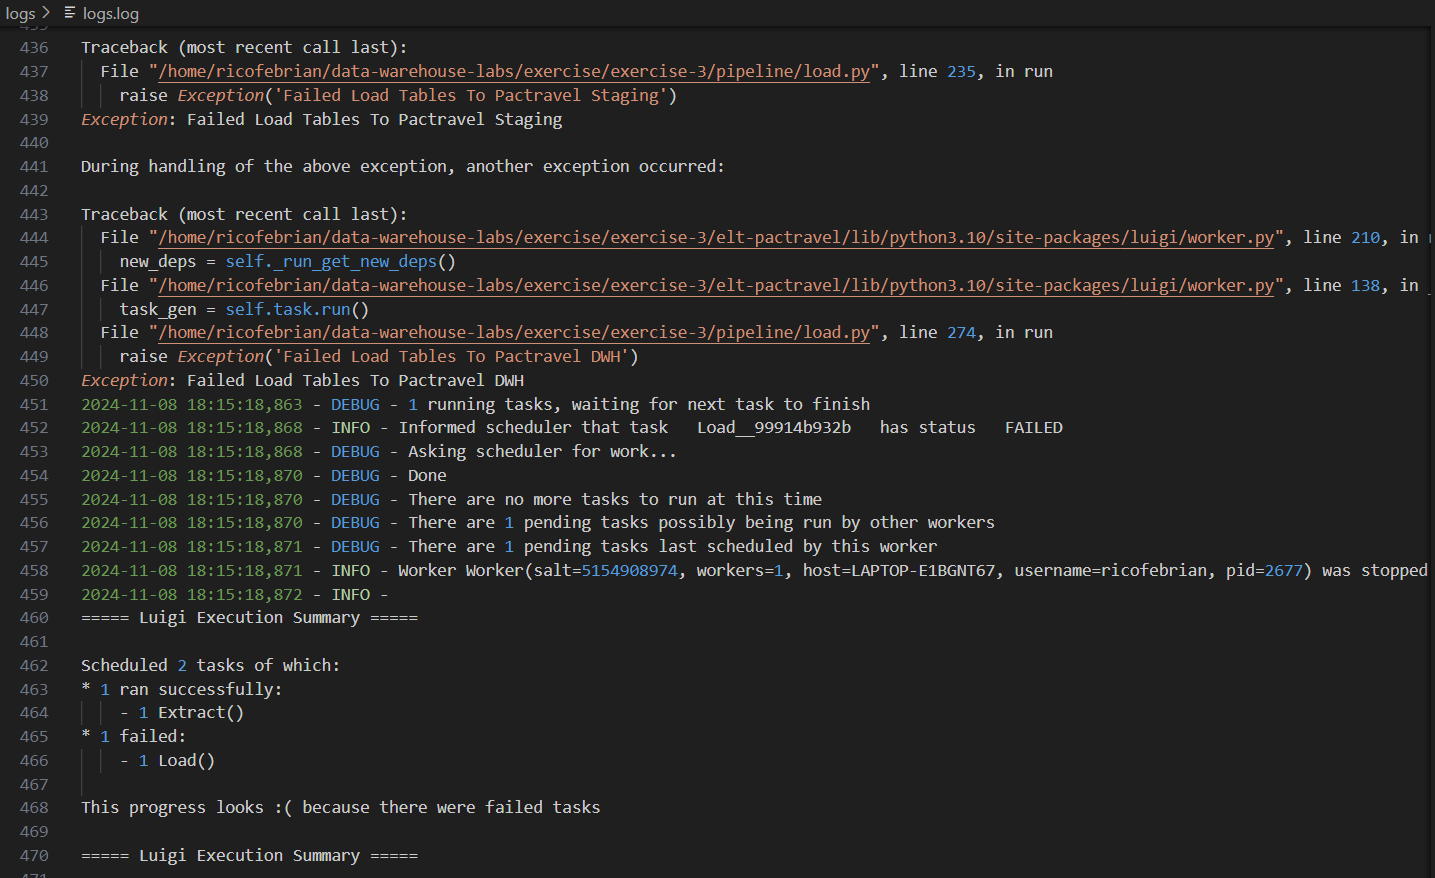 logs > logs.log
436 Traceback (most recent call last):
437 File "/home/ricofebrian/data-warehouse-labs/exercise/exercise-3/pipeline/load.py", line 235, in run
438 raise Exception('Failed Load Tables To Pactravel Staging')
439 Exception: Failed Load Tables To Pactravel Staging
440
441 During handling of the above exception, another exception occurred:
442
443 Traceback (most recent call last):
444 File "/home/ricofebrian/data-warehouse-labs/exercise/exercise-3/elt-pactravel/lib/python3.10/site-packages/luigi/worker.py", line 210, in
445 new_deps = self._run_get_new_deps()
446 File "/home/ricofebrian/data-warehouse-labs/exercise/exercise-3/elt-pactravel/lib/python3.10/site-packages/luigi/worker.py", line 138, in
447 task_gen = self.task.run()
448 File "/home/ricofebrian/data-warehouse-labs/exercise/exercise-3/pipeline/load.py", line 274, in run
449 raise Exception('Failed Load Tables To Pactravel DWH')
450 Exception: Failed Load Tables To Pactravel DWH
451 2024-11-08 18:15:18,863 - DEBUG - 1 running tasks, waiting for next task to finish
452 2024-11-08 18:15:18,868 - INFO - Informed scheduler that task   Load__99914b932b   has status   FAILED
453 2024-11-08 18:15:18,868 - DEBUG - Asking scheduler for work...
454 2024-11-08 18:15:18,870 - DEBUG - Done
455 2024-11-08 18:15:18,870 - DEBUG - There are no more tasks to run at this time
456 2024-11-08 18:15:18,870 - DEBUG - There are 1 pending tasks possibly being run by other workers
457 2024-11-08 18:15:18,871 - DEBUG - There are 1 pending tasks last scheduled by this worker
458 2024-11-08 18:15:18,871 - INFO - Worker Worker(salt=5154908974, workers=1, host=LAPTOP-E1BGNT67, username=ricofebrian, pid=2677) was stopped
459 2024-11-08 18:15:18,872 - INFO -
460 ===== Luigi Execution Summary =====
461
462 Scheduled 2 tasks of which:
463 * 1 ran successfully:
464 - 1 Extract()
465 * 1 failed:
466 - 1 Load()
467
468 This progress looks :( because there were failed tasks
469
470 ===== Luigi Execution Summary =====